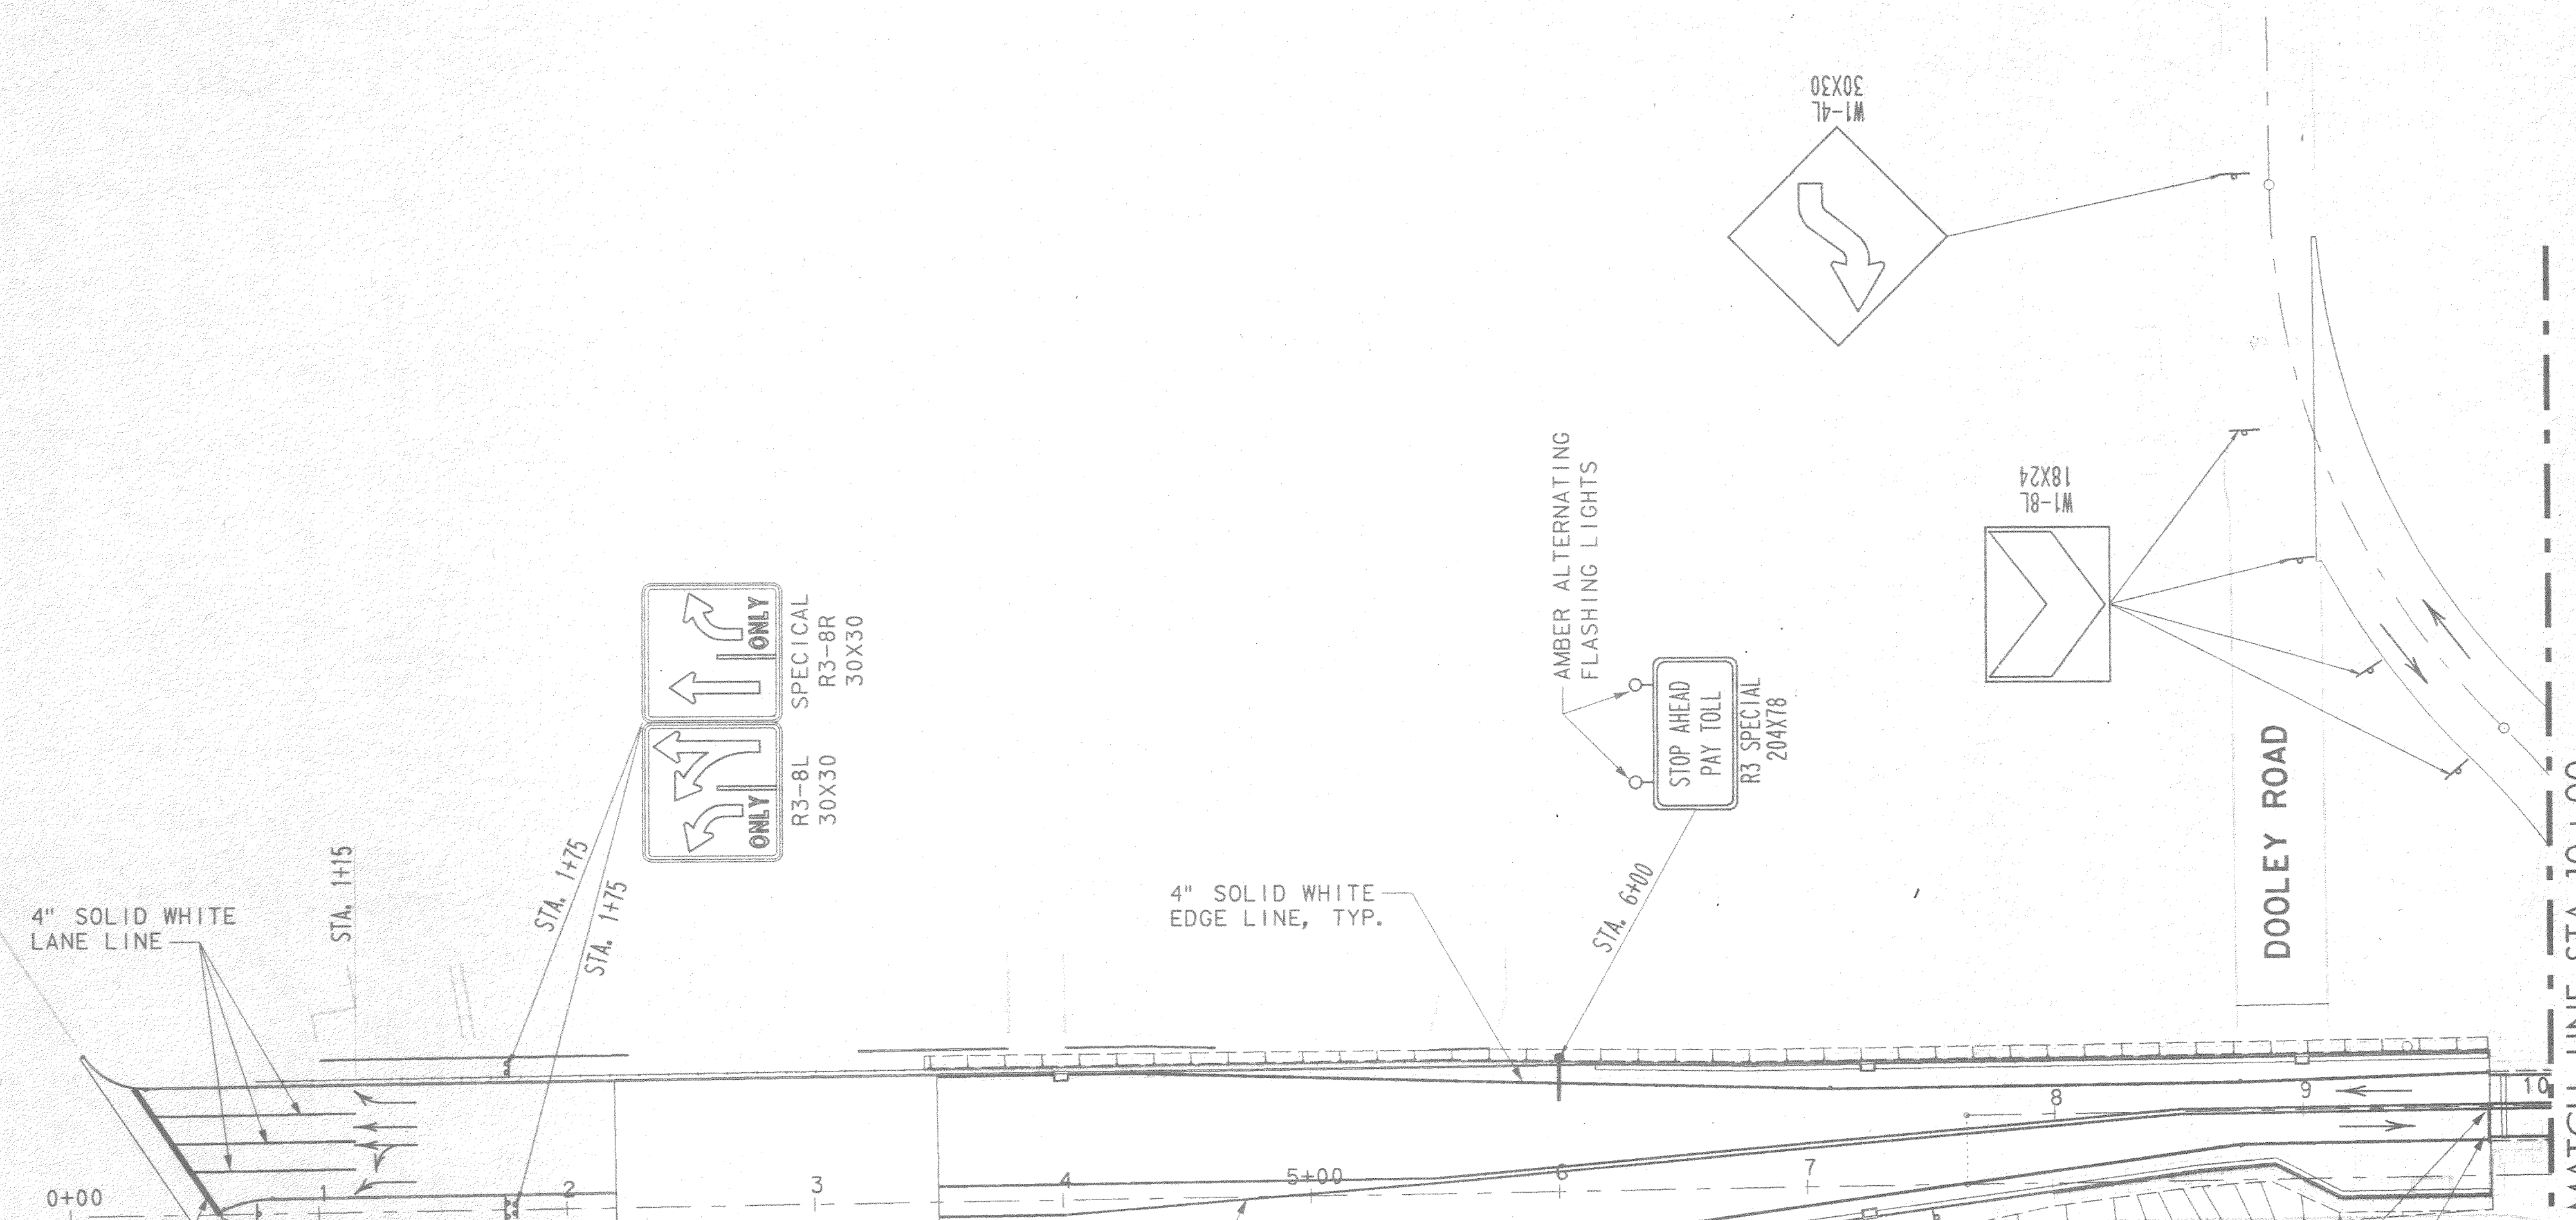 W1-4L
30X30
W1-8L
18X24
AMBER ALTERNATING
FLASHING LIGHTS
ONLY
SPECICAL
R3-8R
30X30
ONLY
R3-8L
30X30
STOP AHEAD
PAY TOLL
R3 SPECIAL
204X78
DOOLEY ROAD
STA. 1+15
STA. 1+75
STA. 1+75
STA. 6+00
4" SOLID WHITE
LANE LINE
4" SOLID WHITE
EDGE LINE, TYP.
0+00
1
2
3
4
5+00
6
7
8
9
10